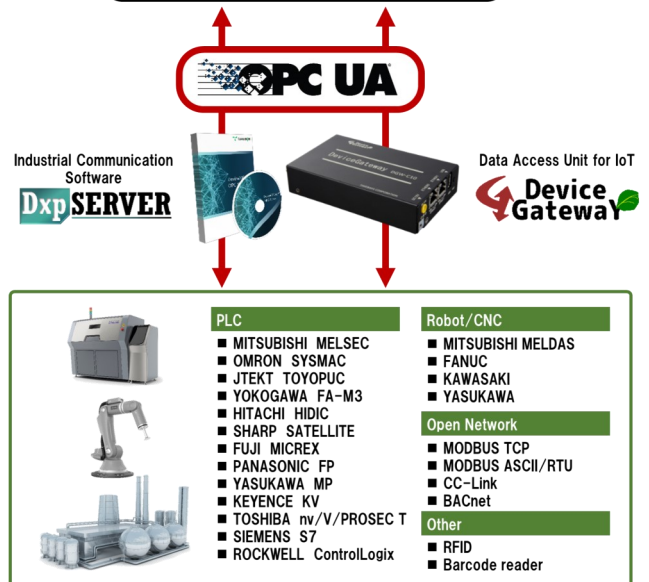 OPC UA
Industrial Communication
Software
Dxp SERVER
DeviceGateway
Data Access Unit for IoT
Device
GatewaY
PLC
■ MITSUBISHI MELSEC
■ OMRON SYSMAC
■ JTEKT TOYOPUC
■ YOKOGAWA FA-M3
■ HITACHI HIDIC
■ SHARP SATELLITE
■ FUJI MICREX
■ PANASONIC FP
■ YASUKAWA MP
■ KEYENCE KV
■ TOSHIBA nv/V/PROSEC T
■ SIEMENS S7
■ ROCKWELL ControlLogix
Robot/CNC
■ MITSUBISHI MELDAS
■ FANUC
■ KAWASAKI
■ YASUKAWA
Open Network
■ MODBUS TCP
■ MODBUS ASCII/RTU
■ CC-Link
■ BACnet
Other
■ RFID
■ Barcode reader